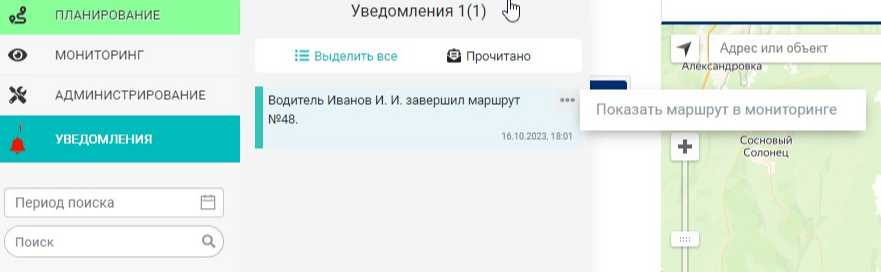 ПЛАНИРОВАНИЕ
МОНИТОРИНГ
АДМИНИСТРИРОВАНИЕ
1
УВЕДОМЛЕНИЯ
Период поиска
Поиск
Уведомления 1(1)
Выделить все
Прочитано
Водитель Иванов И. И. завершил маршрут
№48.
16.10.2023, 18:01
Показать маршрут в мониторинге
Адрес или объект
Александровка
Сосновый
Солонец